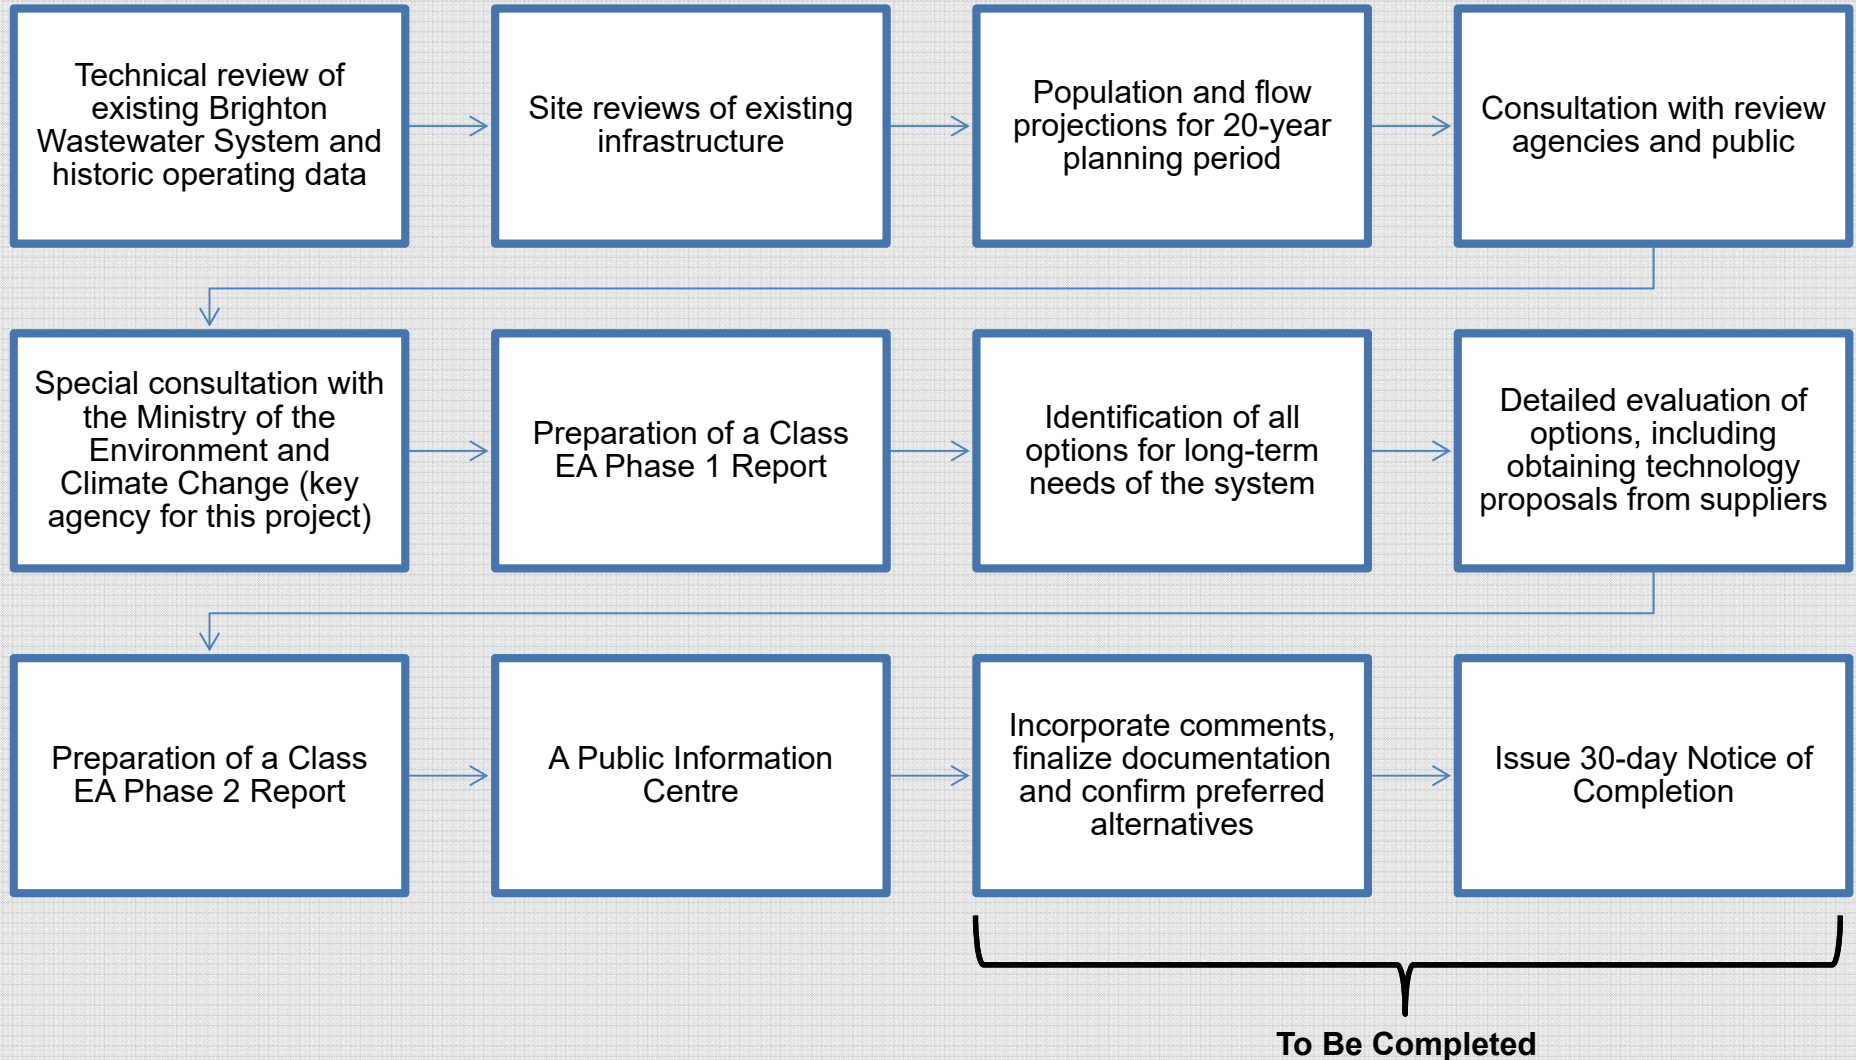 Technical review of
existing Brighton
Wastewater System and
historic operating data
Site reviews of existing
infrastructure
Population and flow
projections for 20-year
planning period
Consultation with review
agencies and public
Special consultation with
the Ministry of the
Environment and
Climate Change (key
agency for this project)
Preparation of a Class
EA Phase 1 Report
Identification of all
options for long-term
needs of the system
Detailed evaluation of
options, including
obtaining technology
proposals from suppliers
Preparation of a Class
EA Phase 2 Report
A Public Information
Centre
Incorporate comments,
finalize documentation
and confirm preferred
alternatives
Issue 30-day Notice of
Completion
To Be Completed